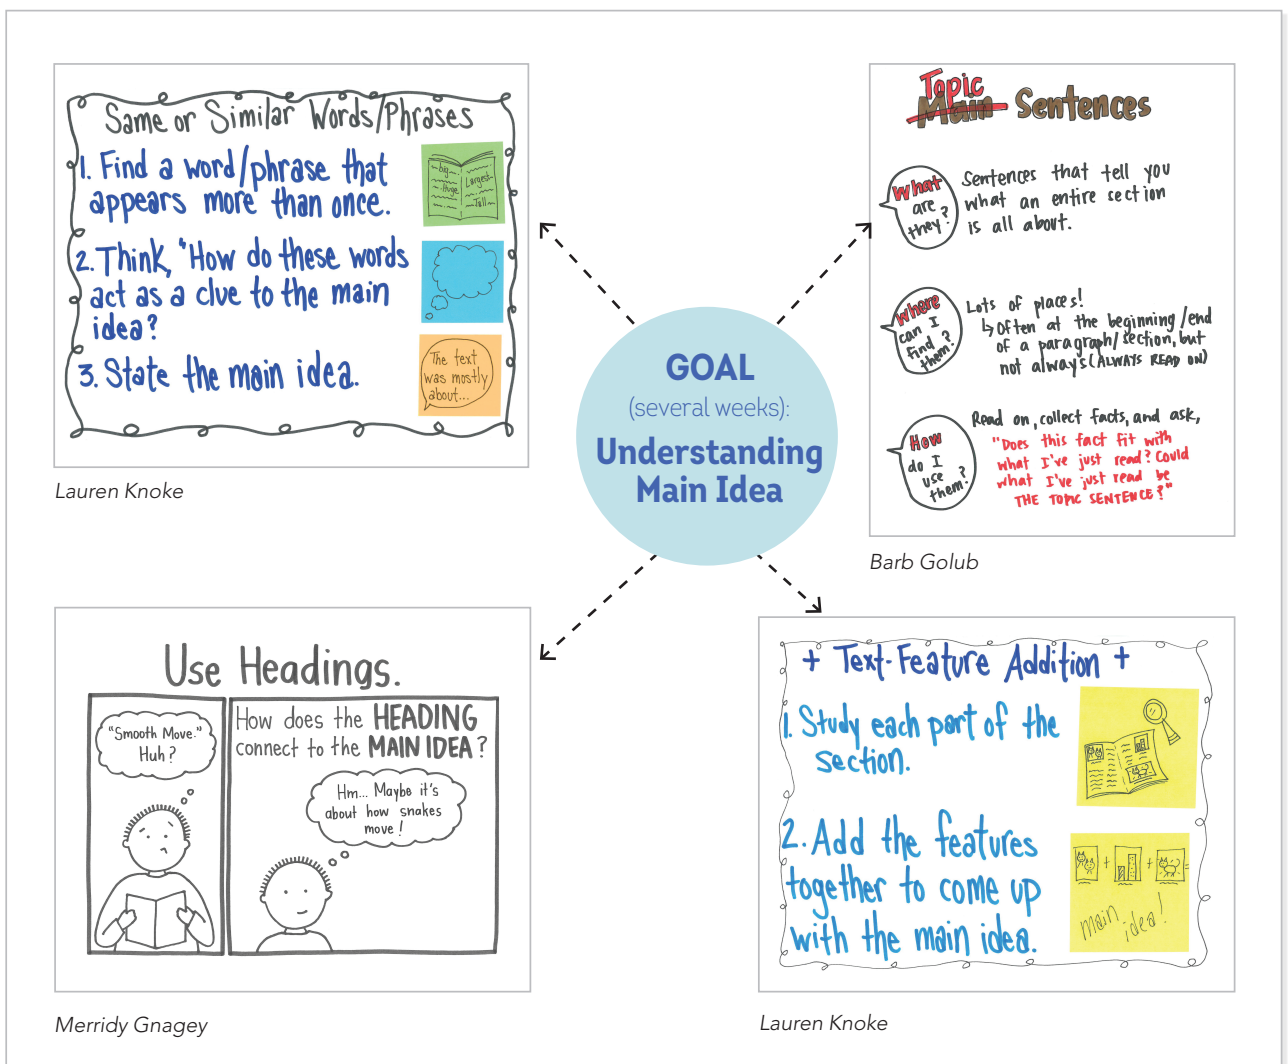 Same or Similar Words/Phrases
1. Find a word/phrase that
appears more than once.
big
Huge
Largest
Tall
2. Think, "How do these words
act as a clue to the main
idea?
3. State the main idea.
The text
was mostly
about...
Lauren Knoke
Topic
Main Sentences
What
are
they?
Sentences that tell you
what an entire section
is all about.
Where
can I
find
them?
Lots of places!
↳ Often at the beginning/end
of a paragraph/section, but
not always (ALWAYS READ ON)
How
do I
use
them?
Read on, collect facts, and ask,
"Does this fact fit with
what I've just read? Could
what I've just read be
THE TOPIC SENTENCE?"
Barb Golub
GOAL
(several weeks):
Understanding
Main Idea
Use Headings.
"Smooth Move."
Huh?
How does the HEADING
connect to the MAIN IDEA?
Hm... Maybe it's
about how snakes
move!
Merridy Gnagey
+ Text-Feature Addition +
1. Study each part of the
section.
2. Add the features
together to come up
with the main idea.
+ + =
main idea!
Lauren Knoke